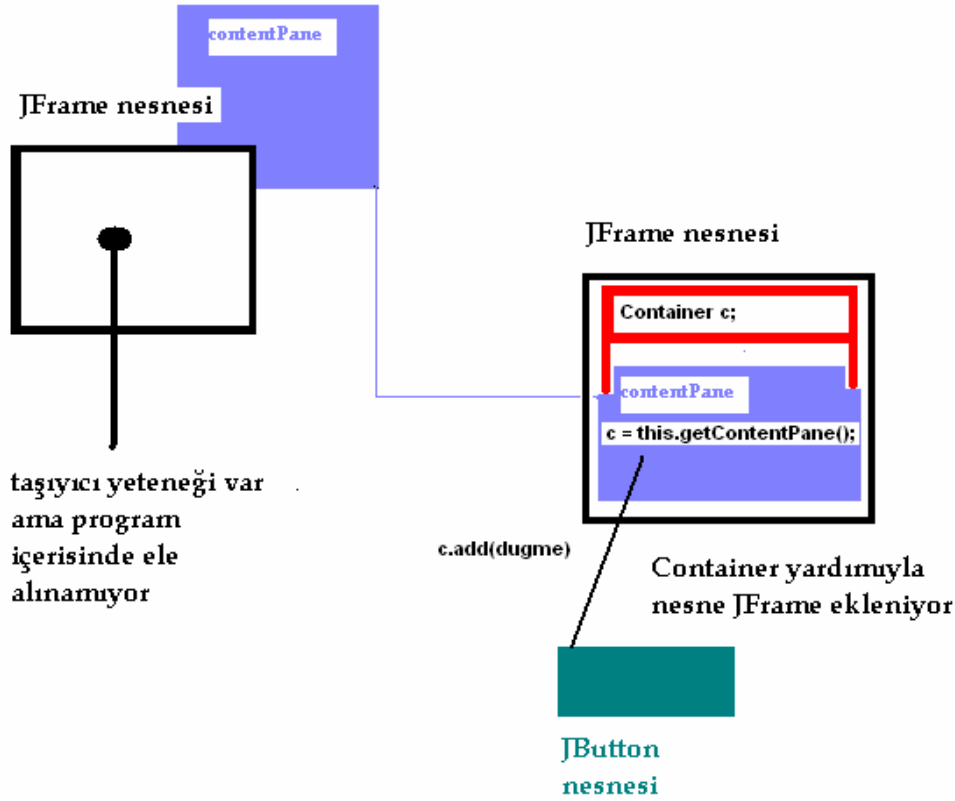 contentPane
JFrame nesnesi
JFrame nesnesi
Container c;
contentPane
c = this.getContentPane();
taşıyıcı yeteneği var
ama program
içerisinde ele
alınamıyor
c.add(dugme)
Container yardımıyla
nesne JFrame ekleniyor
JButton
nesnesi